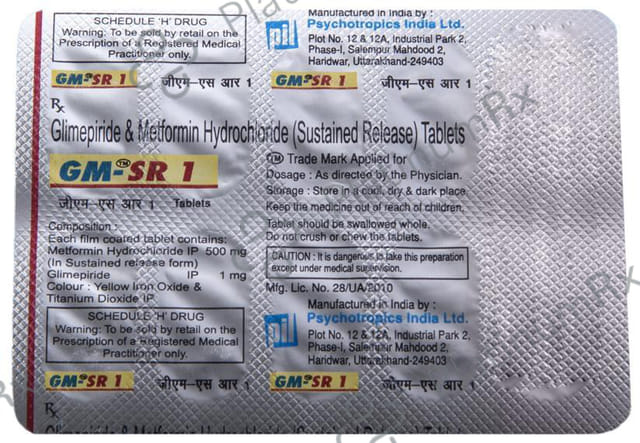 SCHEDULE 'H' DRUG
Warning: To be sold by retail on the
Prescription of a Registered Medical
Practitioner only.
Manufactured in India by :
pil
Psychotropics India Ltd.
Plot No. 12 & 12A, Industrial Park 2,
Phase-I, Salempur Mahdood 2,
Haridwar, Uttarakhand-249403
GM-SR 1 जीएम-एस आर 1 GM-SR 1 जीएम-एस आर 1
Rx
Glimepiride & Metformin Hydrochloride (Sustained Release) Tablets
GM-™SR 1
जीएम-एस आर 1 Tablets
Composition :
Each film coated tablet contains:
Metformin Hydrochloride IP 500 mg
(In Sustained release form)
Glimepiride IP 1 mg
Colour : Yellow Iron Oxide &
Titanium Dioxide IP
TM Trade Mark Applied for
Dosage : As directed by the Physician.
Storage : Store in a cool, dry & dark place.
Keep the medicine out of reach of children.
Tablet should be swallowed whole.
Do not crush or chew the tablets.
CAUTION : It is dangerous to take this preparation
except under medical supervision.
Mfg. Lic. No. 28/UA/2010
SCHEDULE 'H' DRUG
Warning: To be sold by retail on the
Prescription of a Registered Medical
Practitioner only.
Manufactured in India by :
pil
Psychotropics India Ltd.
Plot No. 12 & 12A, Industrial Park 2,
Phase-I, Salempur Mahdood 2,
Haridwar, Uttarakhand-249403
GM-SR 1 जीएम-एस आर 1 GM-SR 1 जीएम-एस आर 1
Rx
Glimepiride & Metformin Hydrochloride (Sustained Release) Tablets